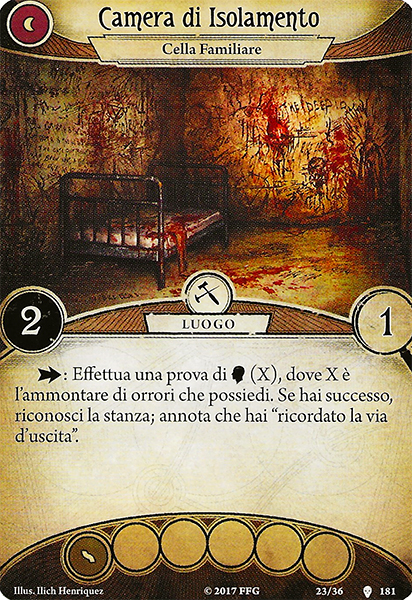 Camera di Isolamento
Cella Familiare
THE DEEP
2
LUOGO
1
: Effettua una prova di (X), dove X è
l'ammontare di orrori che possiedi. Se hai successo,
riconosci la stanza; annota che hai “ricordato la via
d'uscita”.
Illus. Ilich Henriquez
© 2017 FFG
23/36
181